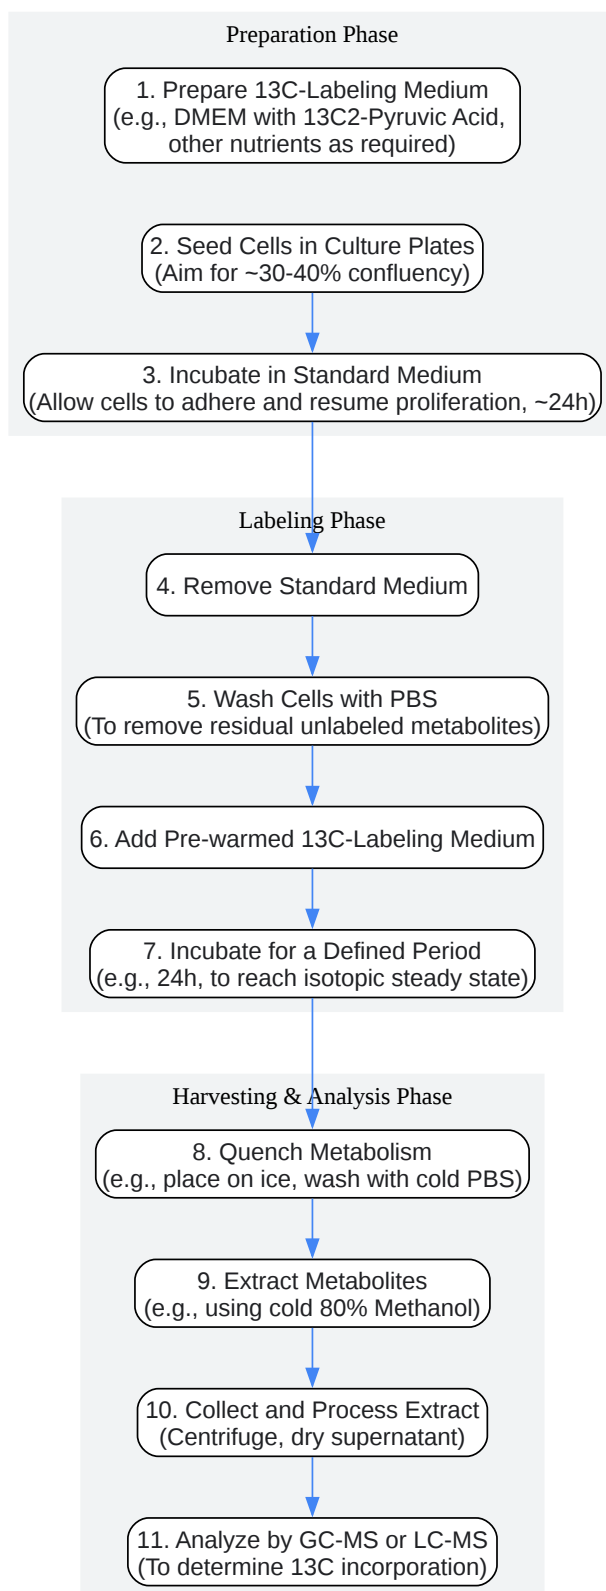 Preparation Phase
1. Prepare 13C-Labeling Medium
(e.g., DMEM with 13C2-Pyruvic Acid,
other nutrients as required)
2. Seed Cells in Culture Plates
(Aim for ~30-40% confluency)
3. Incubate in Standard Medium
(Allow cells to adhere and resume proliferation, ~24h)
Labeling Phase
4. Remove Standard Medium
5. Wash Cells with PBS
(To remove residual unlabeled metabolites)
6. Add Pre-warmed 13C-Labeling Medium
7. Incubate for a Defined Period
(e.g., 24h, to reach isotopic steady state)
Harvesting & Analysis Phase
8. Quench Metabolism
(e.g., place on ice, wash with cold PBS)
9. Extract Metabolites
(e.g., using cold 80% Methanol)
10. Collect and Process Extract
(Centrifuge, dry supernatant)
11. Analyze by GC-MS or LC-MS
(To determine 13C incorporation)